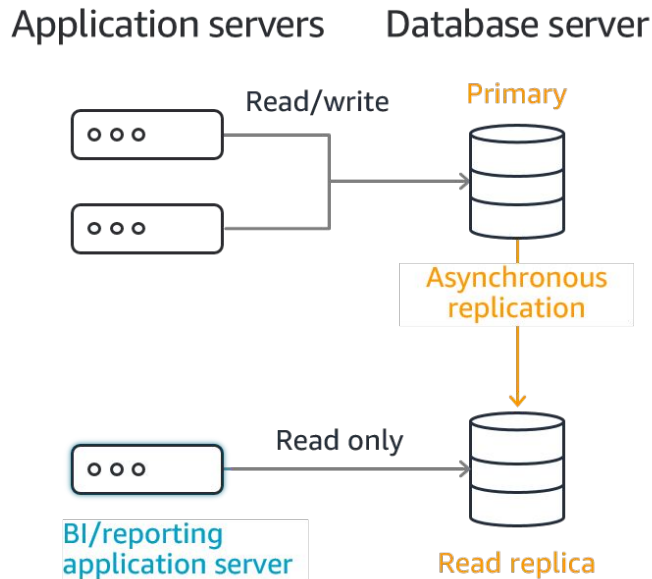 Application servers
Database server
Read/write
Primary
Asynchronous
replication
Read only
BI/reporting
application server
Read replica